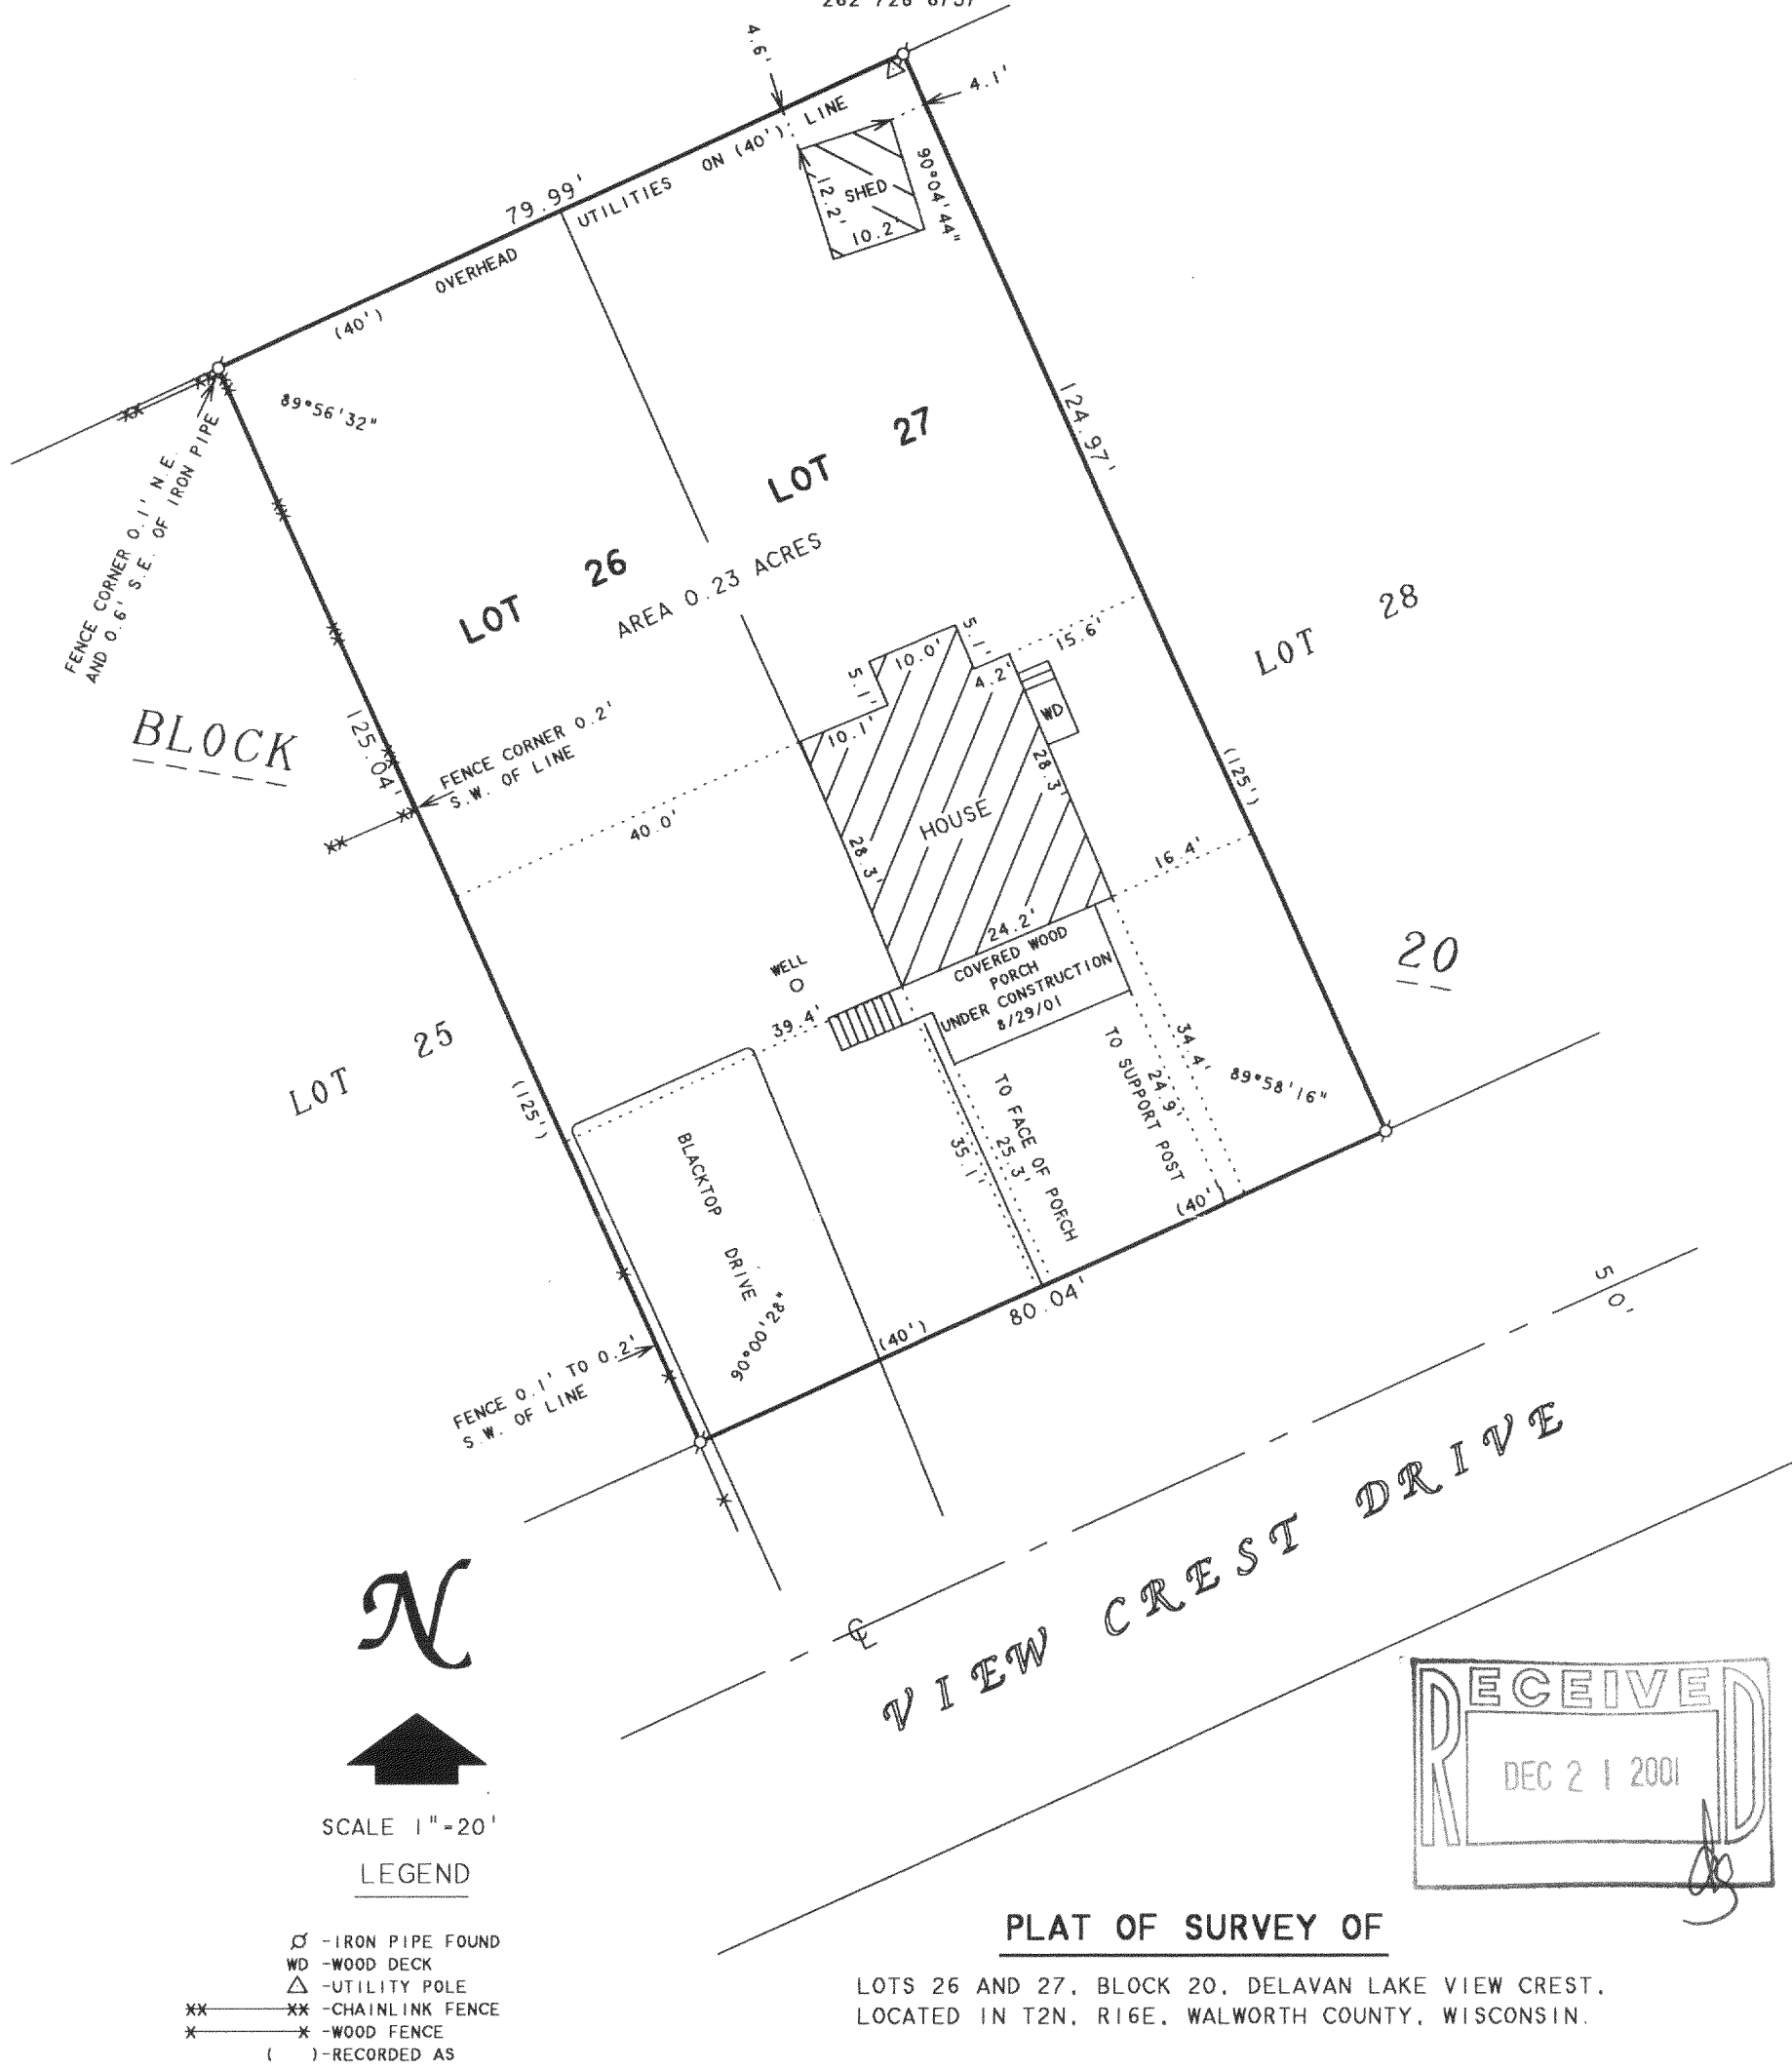 4.6'
4.1'
79.99'
OVERHEAD UTILITIES ON (40') LINE
(40')
SHED
12.2'
10.2'
90°04'44"
89°56'32"
FENCE CORNER 0.1' N.E.
AND 0.6' S.E. OF IRON PIPE
LOT 27
124.97'
LOT 26
AREA 0.23 ACRES
LOT 28
BLOCK
125.04'
FENCE CORNER 0.2'
S.W. OF LINE
40.0'
5.1'
10.0'
5.1'
4.2'
15.6'
10.1'
WD
28.3'
HOUSE
28.3'
(125')
16.4'
24.2'
20
COVERED WOOD
PORCH
UNDER CONSTRUCTION
8/29/01
WELL
39.4'
LOT 25
(125')
34.4'
24.9'
TO SUPPORT POST
89°58'16"
TO FACE OF PORCH
25.3'
35.1'
BLACKTOP DRIVE
90°00'28"
(40')
(40')
80.04'
50'
FENCE 0.1' TO 0.2'
S.W. OF LINE
VIEW CREST DRIVE
CL
N
SCALE 1"=20'
LEGEND
-IRON PIPE FOUND
WD -WOOD DECK
-UTILITY POLE
XX XX -CHAINLINK FENCE
X X -WOOD FENCE
( )-RECORDED AS
RECEIVED
DEC 21 2001
PLAT OF SURVEY OF
LOTS 26 AND 27, BLOCK 20, DELAVAN LAKE VIEW CREST,
LOCATED IN T2N, R16E, WALWORTH COUNTY, WISCONSIN.